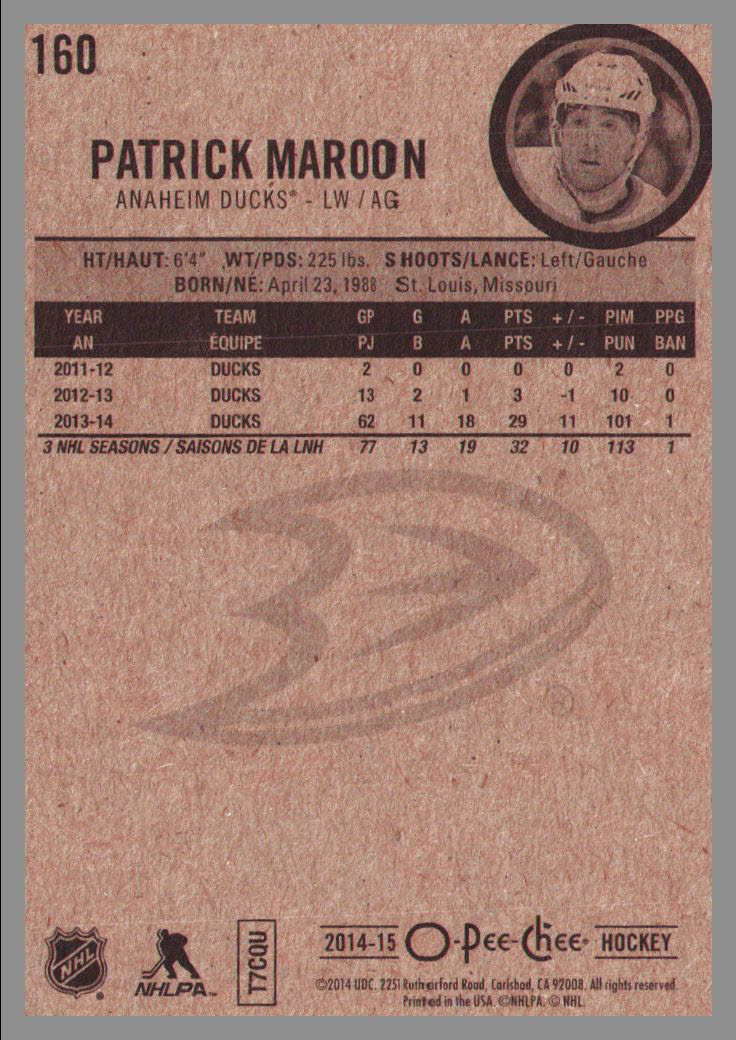 160
PATRICK MAROON
ANAHEIM DUCKS® - LW / AG
HT/HAUT: 6'4" WT/PDS: 225 lbs. SHOOTS/LANCE: Left/Gauche
BORN/NÉ: April 23, 1988 St. Louis, Missouri
YEAR TEAM GP G A PTS +/- PIM PPG
AN ÉQUIPE PJ B A PTS +/- PUN BAN
2011-12 DUCKS 2 0 0 0 0 2 0
2012-13 DUCKS 13 2 1 3 -1 10 0
2013-14 DUCKS 62 11 18 29 11 101 1
3 NHL SEASONS / SAISONS DE LA LNH 77 13 19 32 10 113 1
®
NHL ®
NHLPA™
T7CQU
2014-15 O-Pee-Chee® HOCKEY
©2014 UDC. 2251 Rutherford Road, Carlsbad, CA 92008. All rights reserved.
Printed in the USA. ©NHLPA. © NHL.